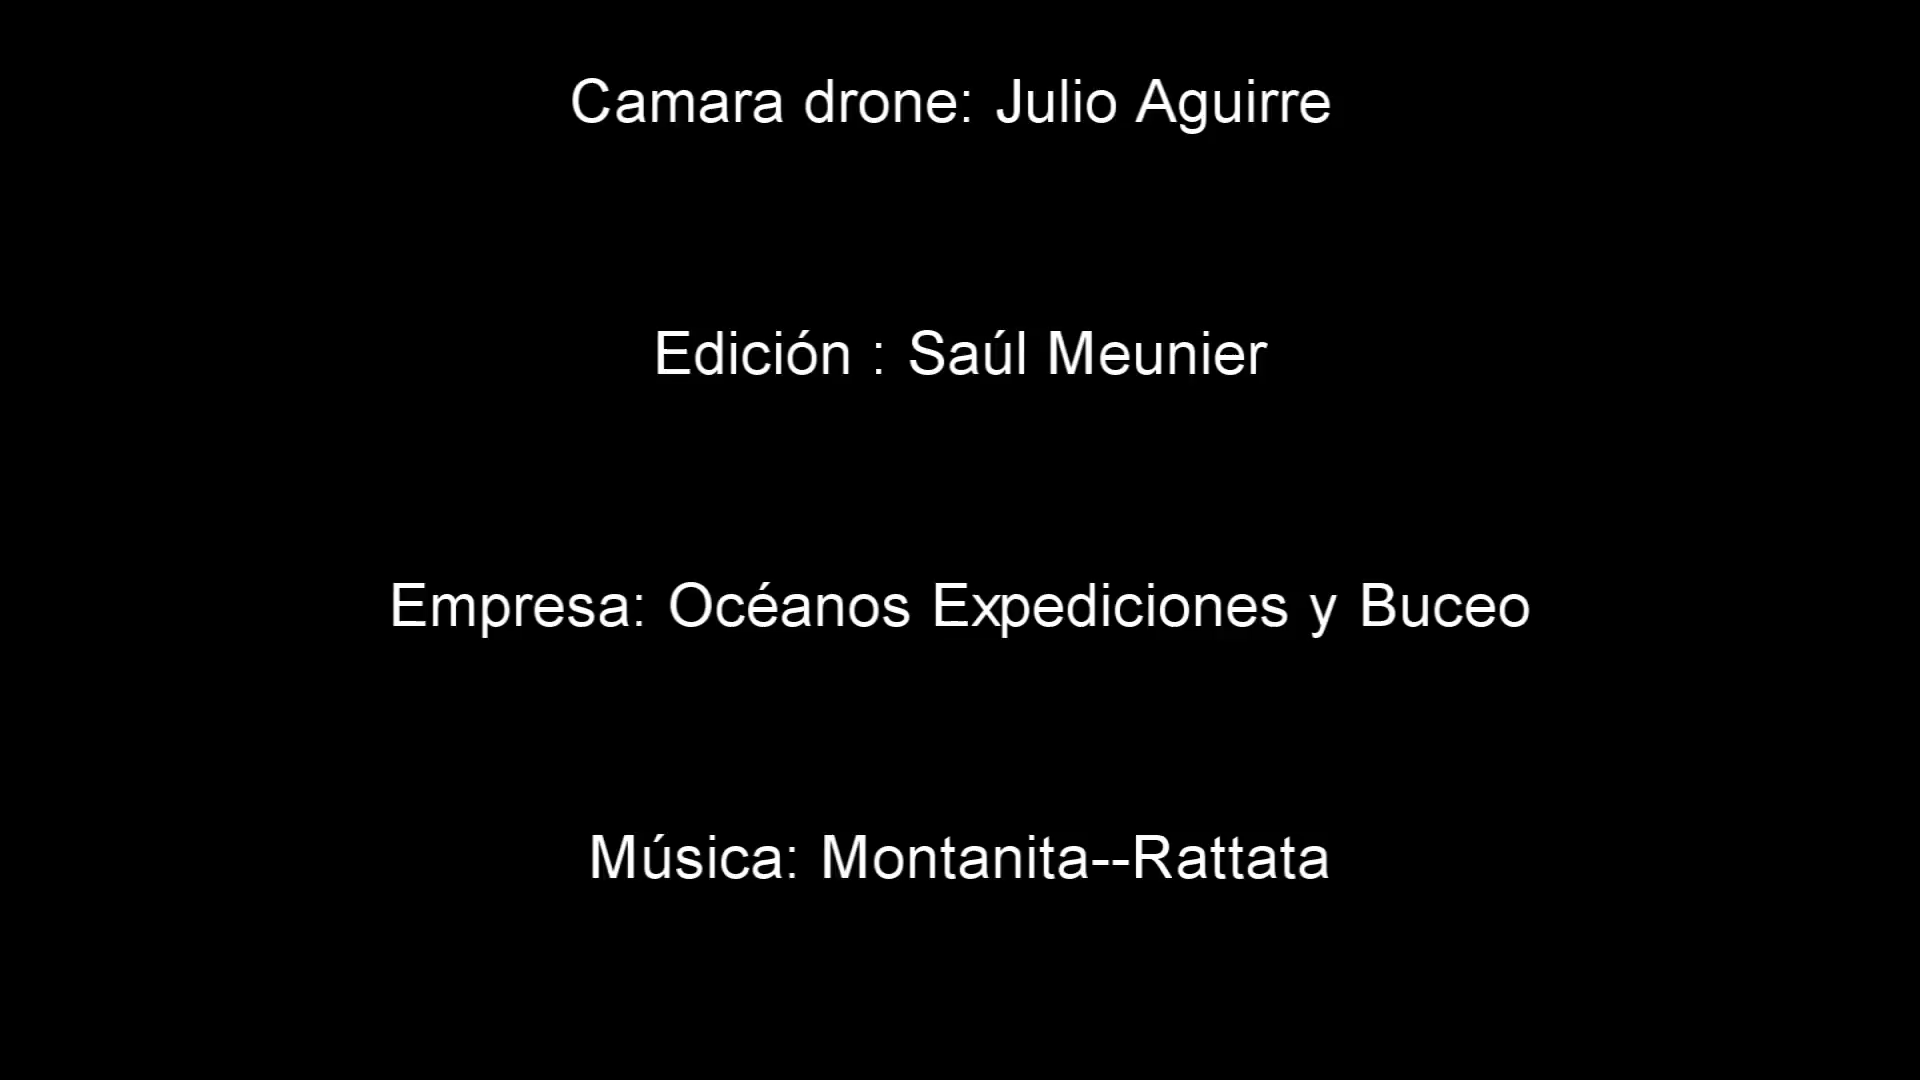 Camara drone: Julio Aguirre
Edición : Saúl Meunier
Empresa: Océanos Expediciones y Buceo
Música: Montanita--Rattata